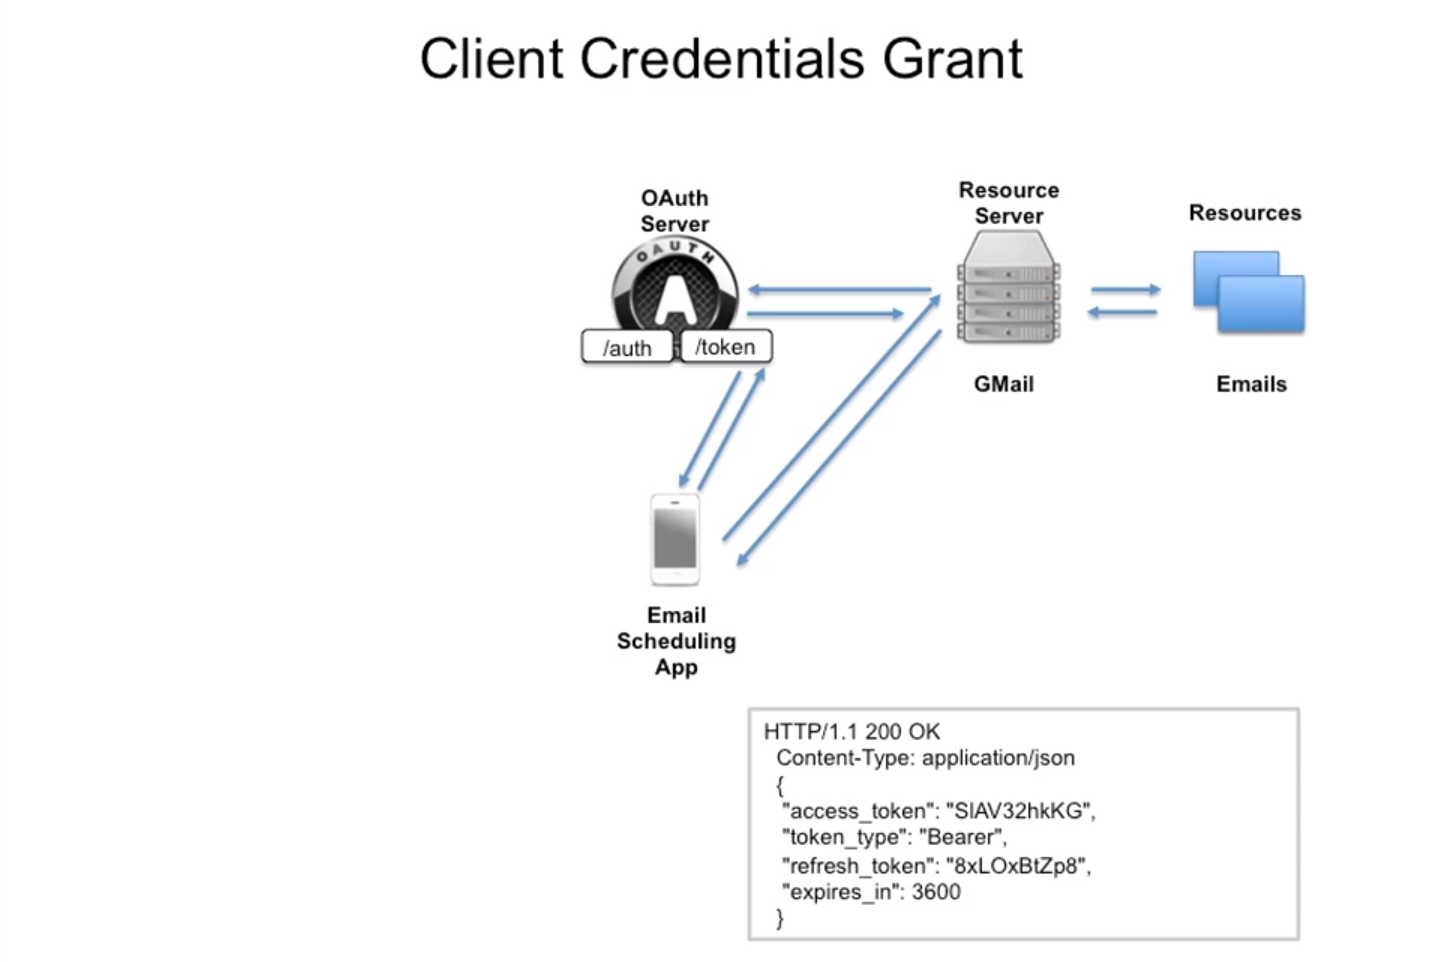 Client Credentials Grant
OAuth
Server
OAUTH
A
/auth
/token
Resource
Server
GMail
Resources
Emails
Email
Scheduling
App
HTTP/1.1 200 OK
Content-Type: application/json
{
"access_token": "SlAV32hkKG",
"token_type": "Bearer",
"refresh_token": "8xLOxBtZp8",
"expires_in": 3600
}